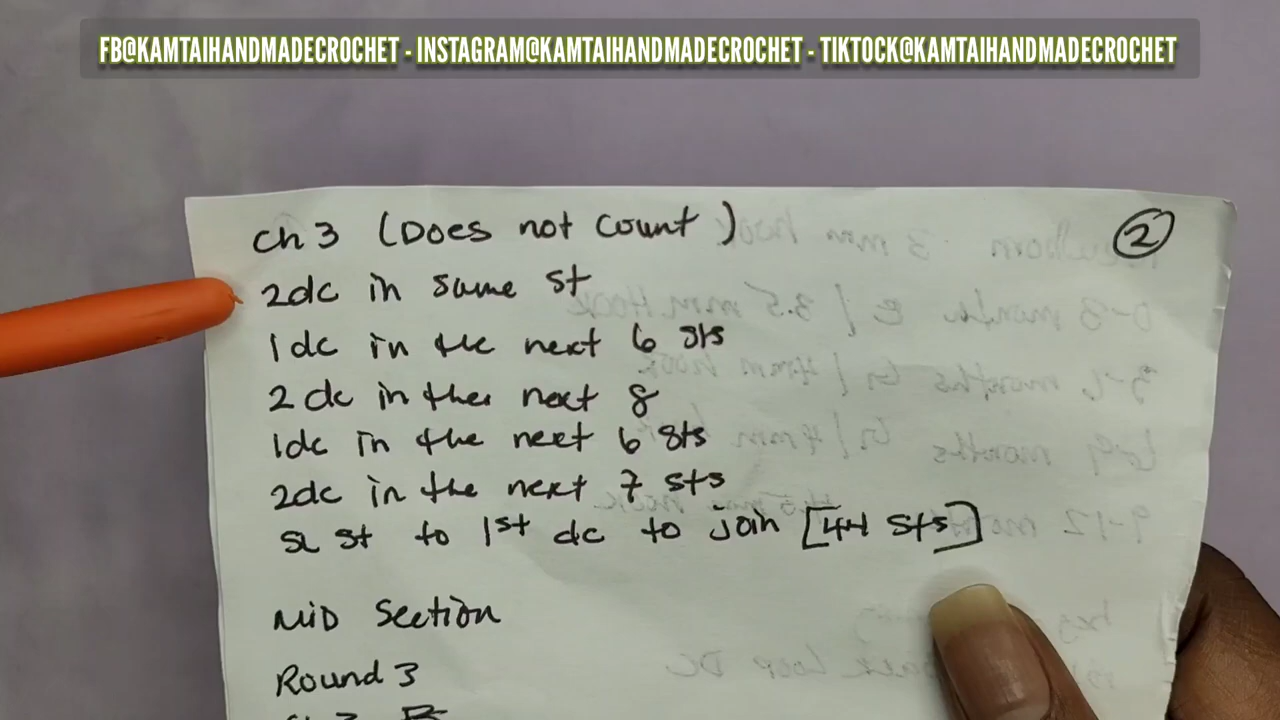 FB@KAMTAIHANDMADECROCHET - INSTAGRAM@KAMTAIHANDMADECROCHET - TIKTOCK@KAMTAIHANDMADECROCHET
Ch 3 (Does not count)
2
2dc in same st
1dc in the next 6 sts
2dc in the next 8
1dc in the next 6 sts
2dc in the next 7 sts
sl st to 1st dc to join [44 sts]
MID Section
Round 3